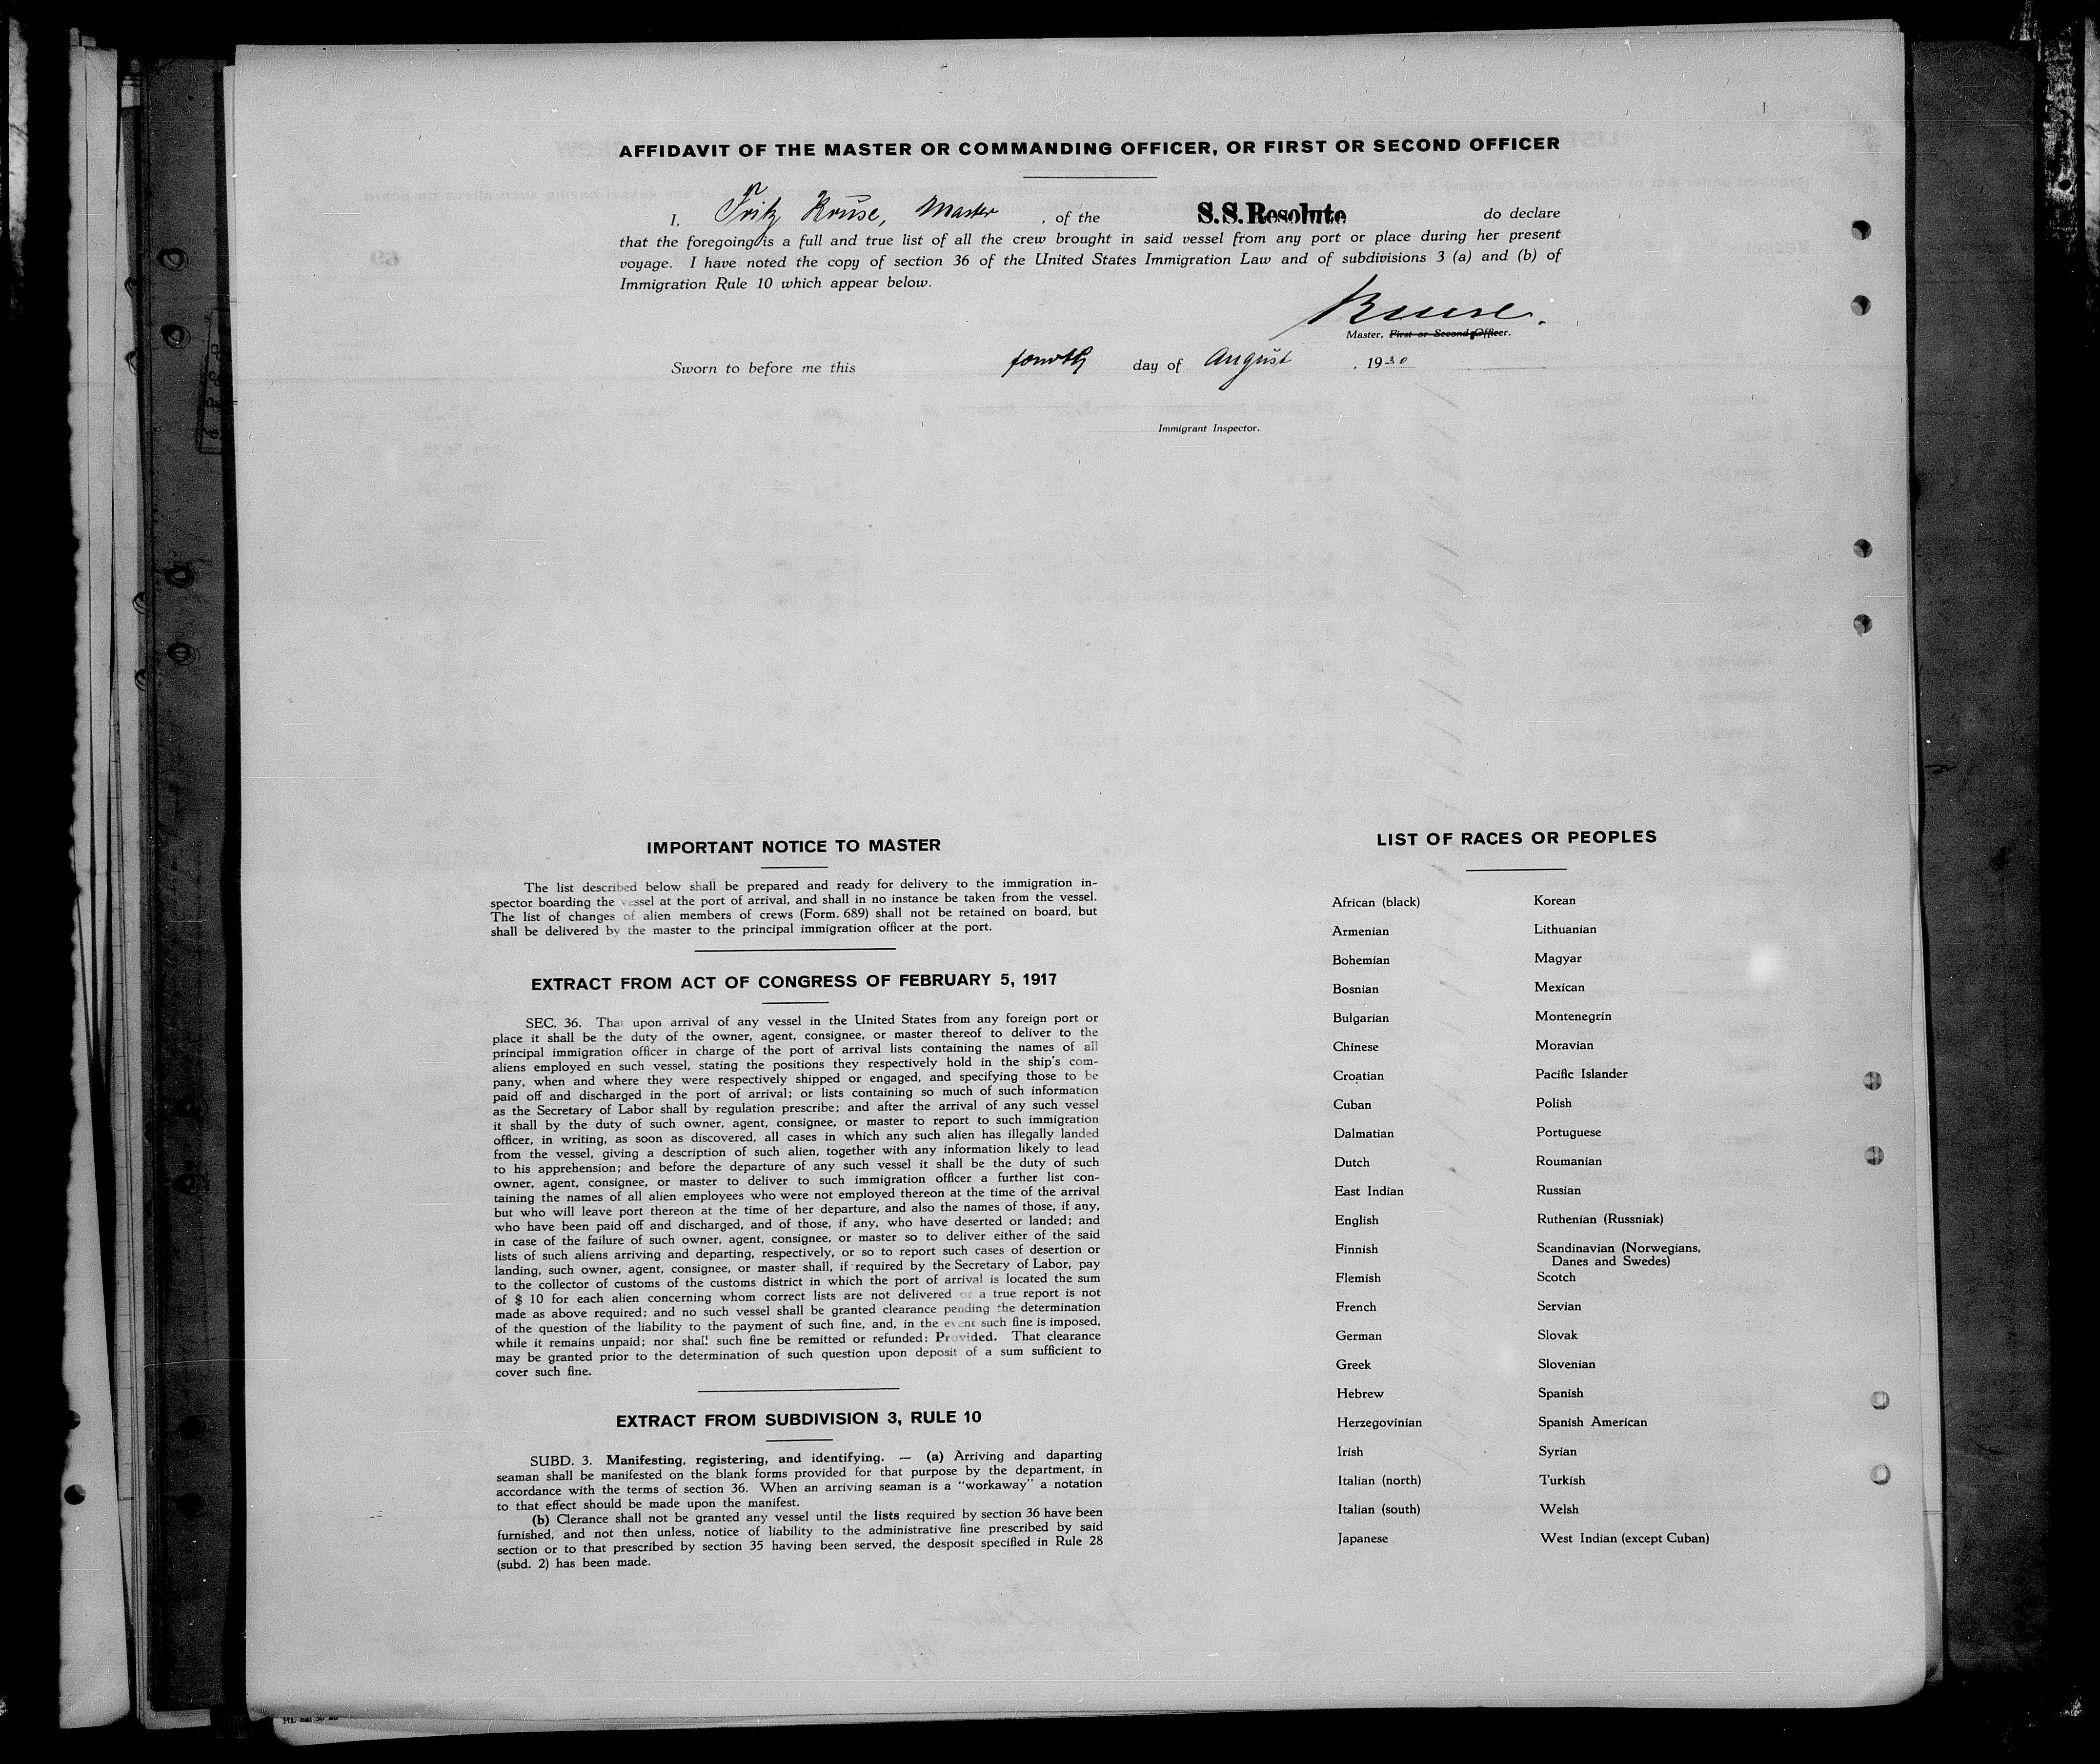 AFFIDAVIT OF THE MASTER OR COMMANDING OFFICER, OR FIRST OR SECOND OFFICER
I, Fritz Kruse, Master, of the S.S. Resolute do declare
that the foregoing is a full and true list of all the crew brought in said vessel from any port or place during her present
voyage. I have noted the copy of section 36 of the United States Immigration Law and of subdivisions 3 (a) and (b) of
Immigration Rule 10 which appear below.
Kruse.
Master, First or Second Officer.
Sworn to before me this fourth day of August, 1930
Immigrant Inspector.
IMPORTANT NOTICE TO MASTER
The list described below shall be prepared and ready for delivery to the immigration in-
spector boarding the vessel at the port of arrival, and shall in no instance be taken from the vessel.
The list of changes of alien members of crews (Form. 689) shall not be retained on board, but
shall be delivered by the master to the principal immigration officer at the port.
EXTRACT FROM ACT OF CONGRESS OF FEBRUARY 5, 1917
SEC. 36. That upon arrival of any vessel in the United States from any foreign port or
place it shall be the duty of the owner, agent, consignee, or master thereof to deliver to the
principal immigration officer in charge of the port of arrival lists containing the names of all
aliens employed en such vessel, stating the positions they respectively hold in the ship's com-
pany, when and where they were respectively shipped or engaged, and specifying those to be
paid off and discharged in the port of arrival; or lists containing so much of such information
as the Secretary of Labor shall by regulation prescribe; and after the arrival of any such vessel
it shall by the duty of such owner, agent, consignee, or master to report to such immigration
officer, in writing, as soon as discovered, all cases in which any such alien has illegally landed
from the vessel, giving a description of such alien, together with any information likely to lead
to his apprehension; and before the departure of any such vessel it shall be the duty of such
owner, agent, consignee, or master to deliver to such immigration officer a further list con-
taining the names of all alien employees who were not employed thereon at the time of the arrival
but who will leave port thereon at the time of her departure, and also the names of those, if any,
who have been paid off and discharged, and of those, if any, who have deserted or landed; and
in case of the failure of such owner, agent, consignee, or master so to deliver either of the said
lists of such aliens arriving and departing, respectively, or so to report such cases of desertion or
landing, such owner, agent, consignee, or master shall, if required by the Secretary of Labor, pay
to the collector of customs of the customs district in which the port of arrival is located the sum
of $ 10 for each alien concerning whom correct lists are not delivered or a true report is not
made as above required; and no such vessel shall be granted clearance pending the determination
of the question of the liability to the payment of such fine, and, in the event such fine is imposed,
while it remains unpaid; nor shall such fine be remitted or refunded: Provided. That clearance
may be granted prior to the determination of such question upon deposit of a sum sufficient to
cover such fine.
EXTRACT FROM SUBDIVISION 3, RULE 10
SUBD. 3. Manifesting, registering, and identifying. — (a) Arriving and daparting
seaman shall be manifested on the blank forms provided for that purpose by the department, in
accordance with the terms of section 36. When an arriving seaman is a "workaway" a notation
to that effect should be made upon the manifest.
(b) Clerance shall not be granted any vessel until the lists required by section 36 have been
furnished, and not then unless, notice of liability to the administrative fine prescribed by said
section or to that prescribed by section 35 having been served, the desposit specified in Rule 28
(subd. 2) has been made.
LIST OF RACES OR PEOPLES
African (black)
Armenian
Bohemian
Bosnian
Bulgarian
Chinese
Croatian
Cuban
Dalmatian
Dutch
East Indian
English
Finnish
Flemish
French
German
Greek
Hebrew
Herzegovinian
Irish
Italian (north)
Italian (south)
Japanese
Korean
Lithuanian
Magyar
Mexican
Montenegrin
Moravian
Pacific Islander
Polish
Portuguese
Roumanian
Russian
Ruthenian (Russniak)
Scandinavian (Norwegians,
Danes and Swedes)
Scotch
Servian
Slovak
Slovenian
Spanish
Spanish American
Syrian
Turkish
Welsh
West Indian (except Cuban)